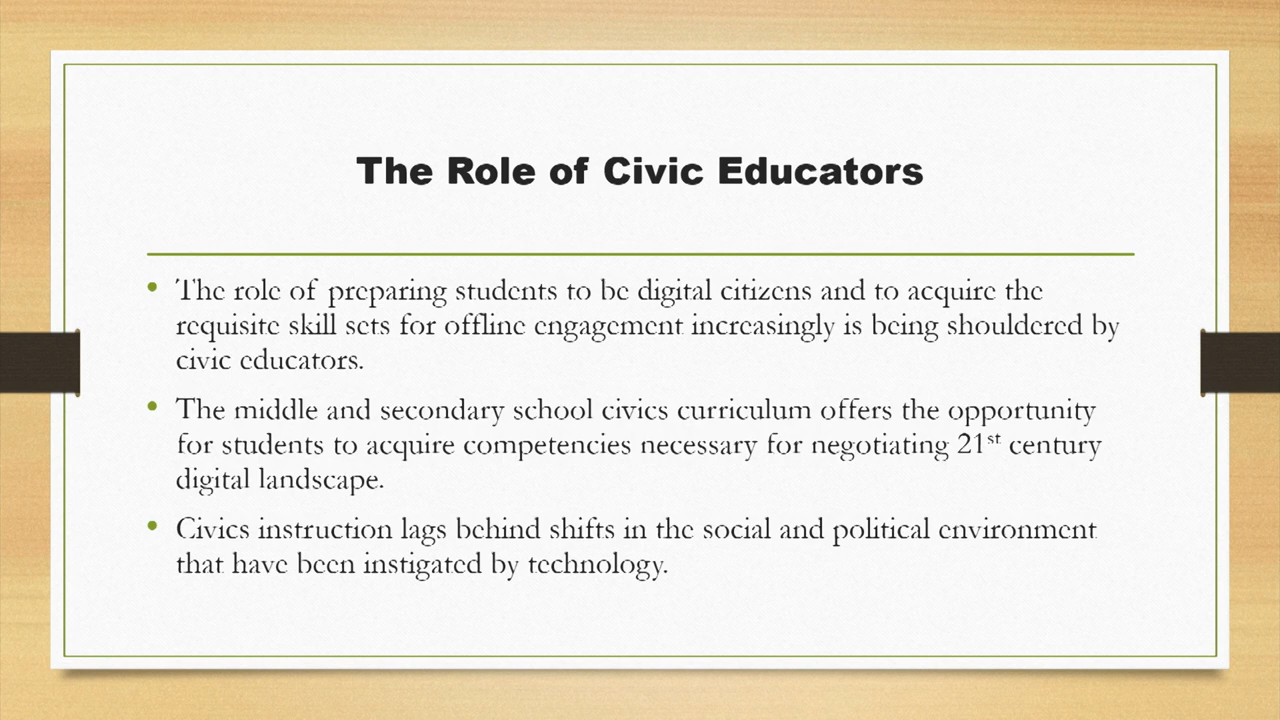 The Role of Civic Educators
• The role of preparing students to be digital citizens and to acquire the
requisite skill sets for offline engagement increasingly is being shouldered by
civic educators.
• The middle and secondary school civics curriculum offers the opportunity
for students to acquire competencies necessary for negotiating 21st century
digital landscape.
• Civics instruction lags behind shifts in the social and political environment
that have been instigated by technology.